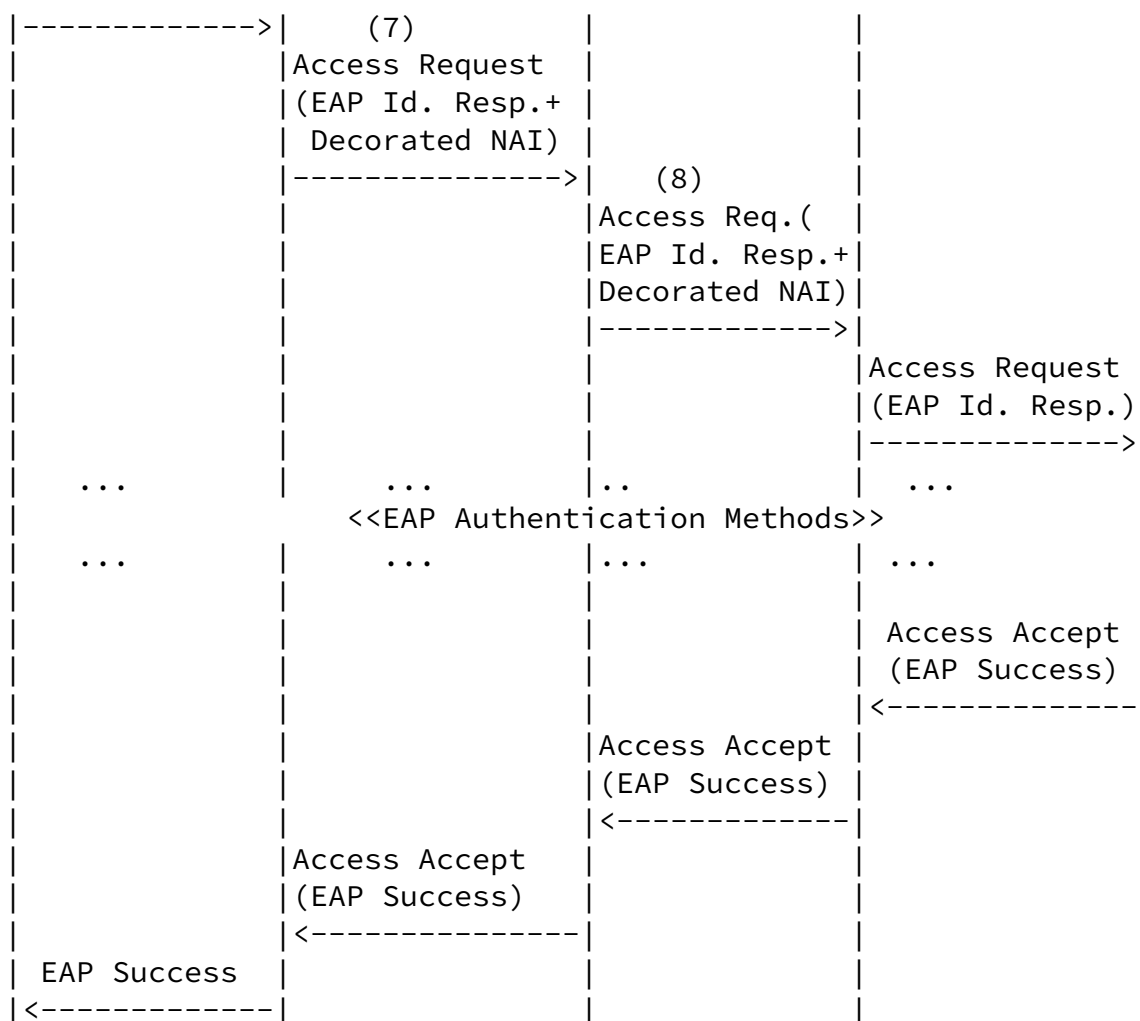 (7)
Access Request
(EAP Id. Resp.+
Decorated NAI)
(8)
Access Req.(
EAP Id. Resp.+
Decorated NAI)
Access Request
(EAP Id. Resp.)
... ... .. ...
<<EAP Authentication Methods>>
... ... ... ...
Access Accept
(EAP Success)
Access Accept
(EAP Success)
Access Accept
(EAP Success)
EAP Success